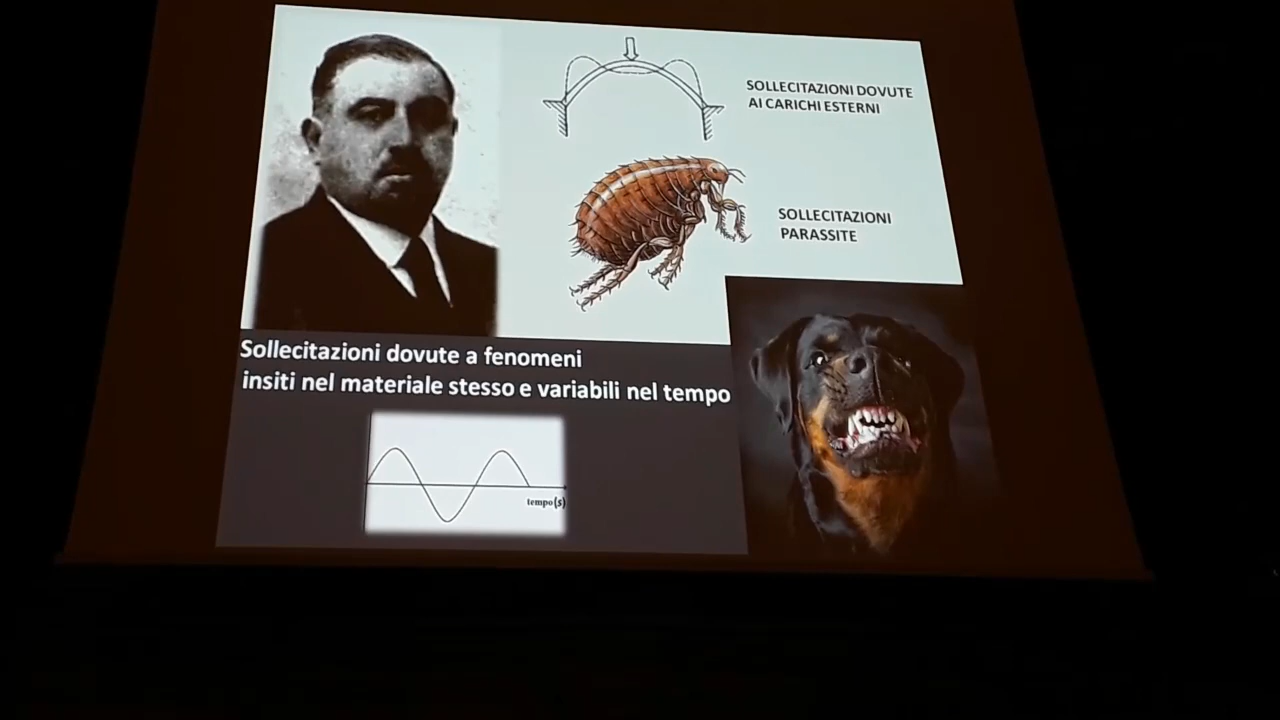 SOLLECITAZIONI DOVUTE
AI CARICHI ESTERNI
SOLLECITAZIONI
PARASSITE
Sollecitazioni dovute a fenomeni
insiti nel materiale stesso e variabili nel tempo
tempo(s)